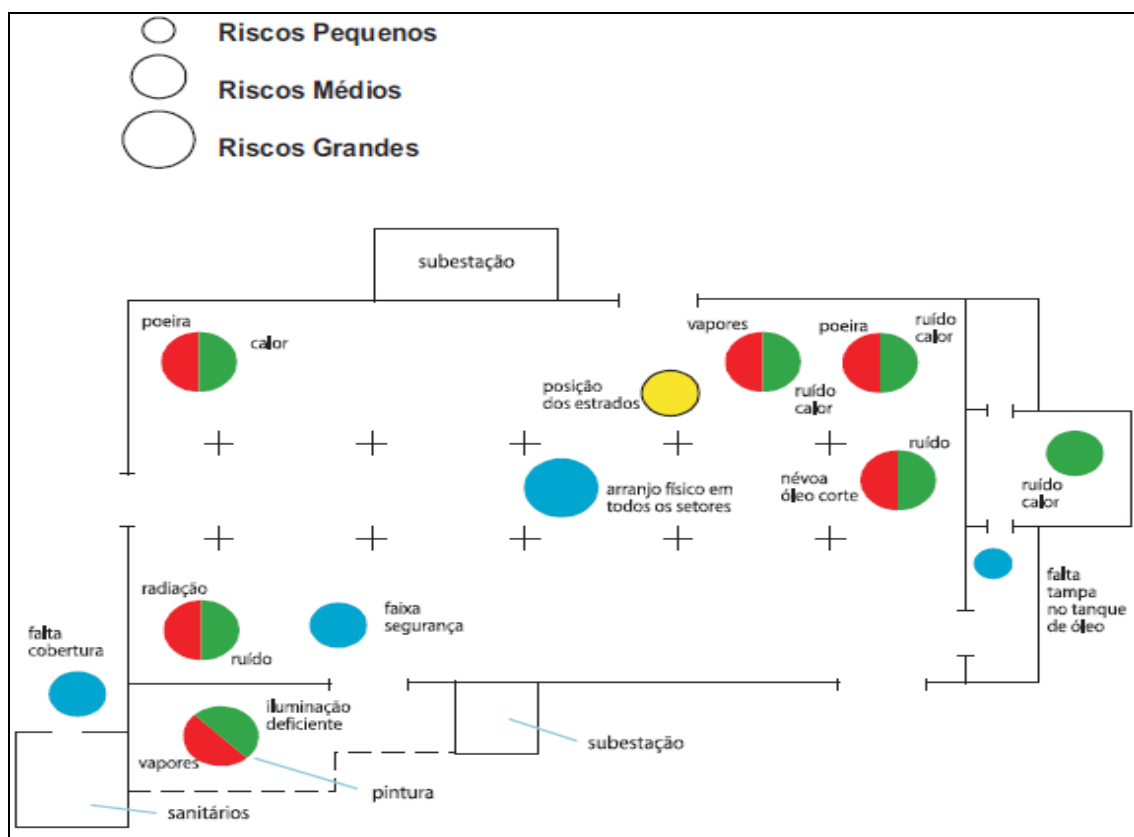 Riscos Pequenos
Riscos Médios
Riscos Grandes
subestação
poeira
calor
vapores
ruído
calor
poeira
ruído
calor
posição
dos estrados
arranjo físico em
todos os setores
névoa
óleo corte
ruído
ruído
calor
radiação
ruído
faixa
segurança
falta
tampa
no tanque
de óleo
falta
cobertura
iluminação
deficiente
vapores
pintura
subestação
sanitários